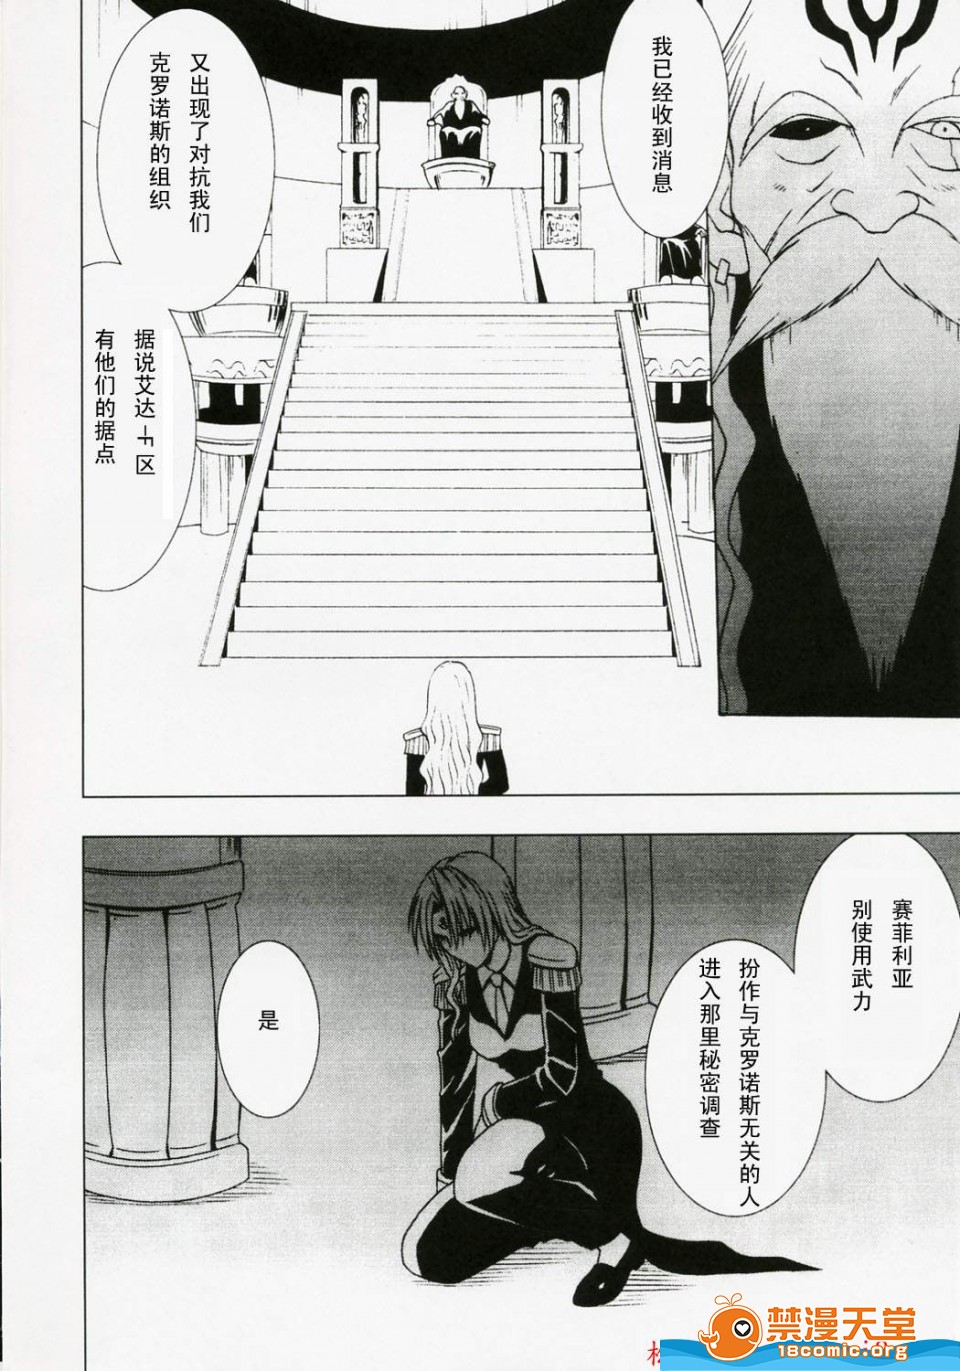 我已经收到消息
又出现了对抗我们
克罗诺斯的组织
据说艾达 区
有他们的据点
赛菲利亚
别使用武力
扮作与克罗诺斯无关的人
进入那里秘密调查
是
禁漫天堂
18comic.org